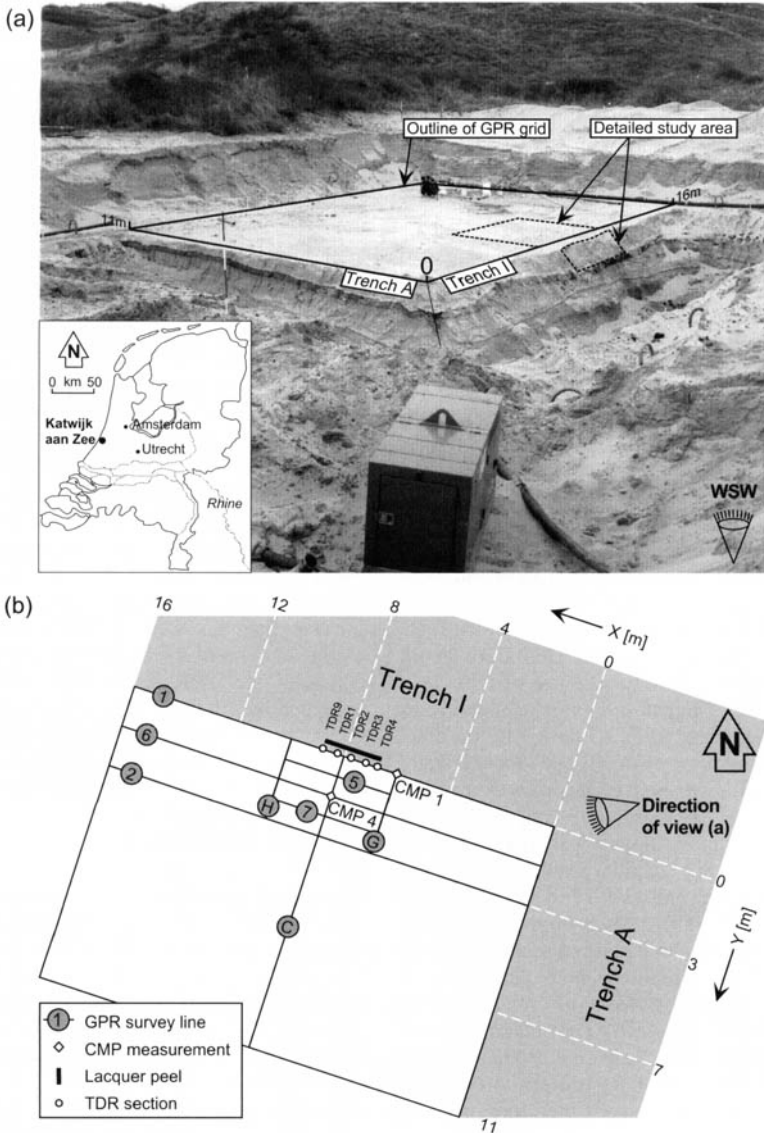 (a)
Outline of GPR grid
Detailed study area
11m
16m
0
Trench A
Trench I
N
0 km 50
Katwijk
aan Zee
Amsterdam
Utrecht
Rhine
WSW
(b)
16
12
8
4
0
X [m]
Trench I
N
1
6
2
TDR9
TDR1
TDR2
TDR3
TDR4
5
CMP 1
H
7
CMP 4
G
Direction
of view (a)
0
C
3
Y [m]
Trench A
7
11
1 GPR survey line
CMP measurement
Lacquer peel
TDR section